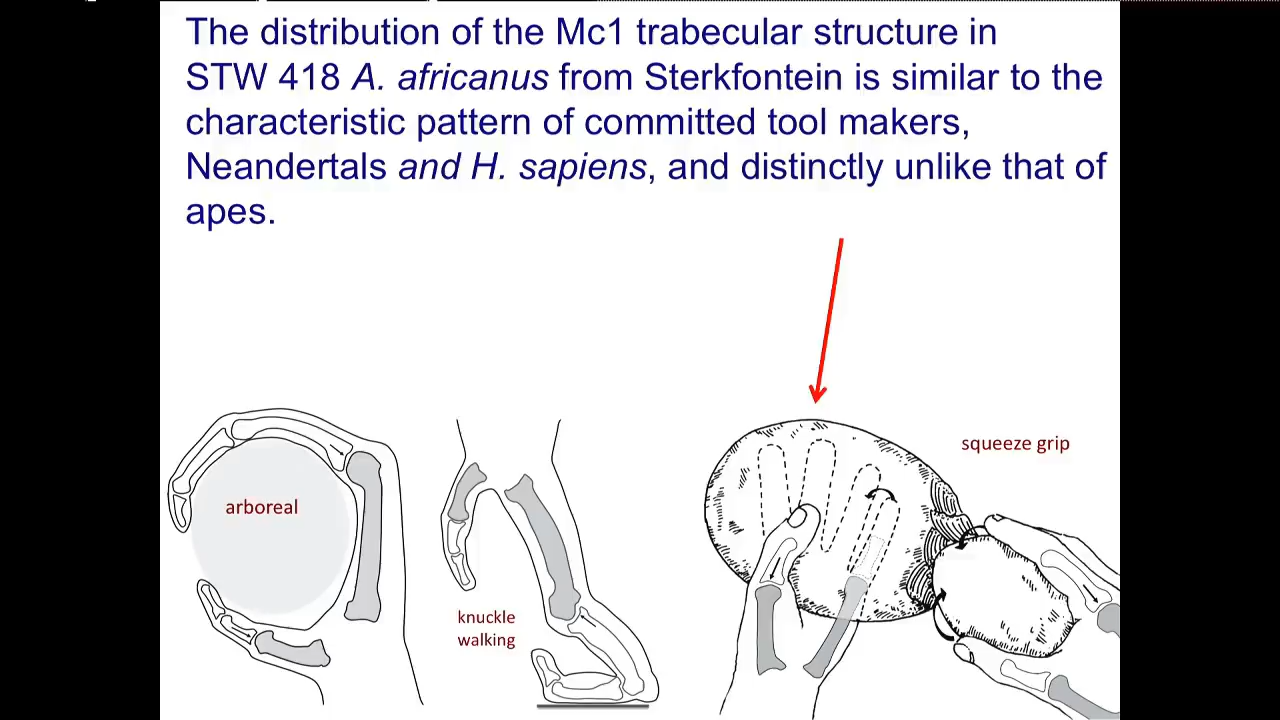 The distribution of the Mc1 trabecular structure in
STW 418 A. africanus from Sterkfontein is similar to the
characteristic pattern of committed tool makers,
Neandertals and H. sapiens, and distinctly unlike that of
apes.
squeeze grip
arboreal
knuckle
walking